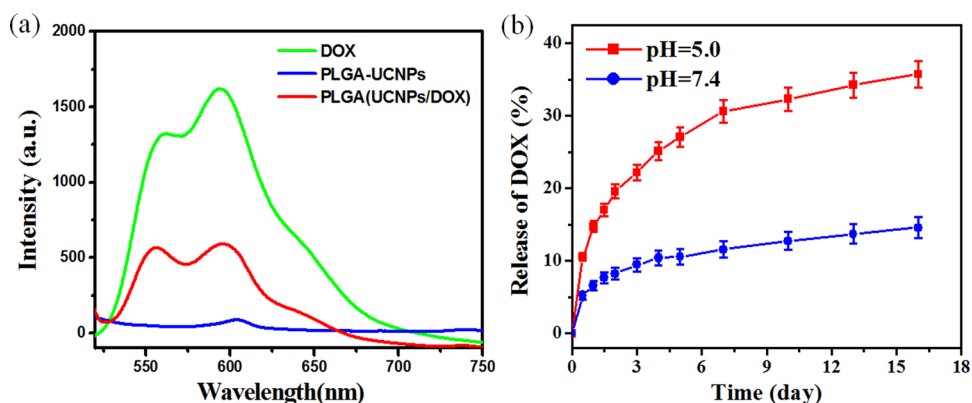 (a)
2000
1500
1000
500
0
Intensity (a.u.)
DOX
PLGA-UCNPs
PLGA(UCNPs/DOX)
550
600
650
700
750
Wavelength(nm)
(b)
40
30
20
10
0
Release of DOX (%)
pH=5.0
pH=7.4
0
3
6
9
12
15
18
Time (day)